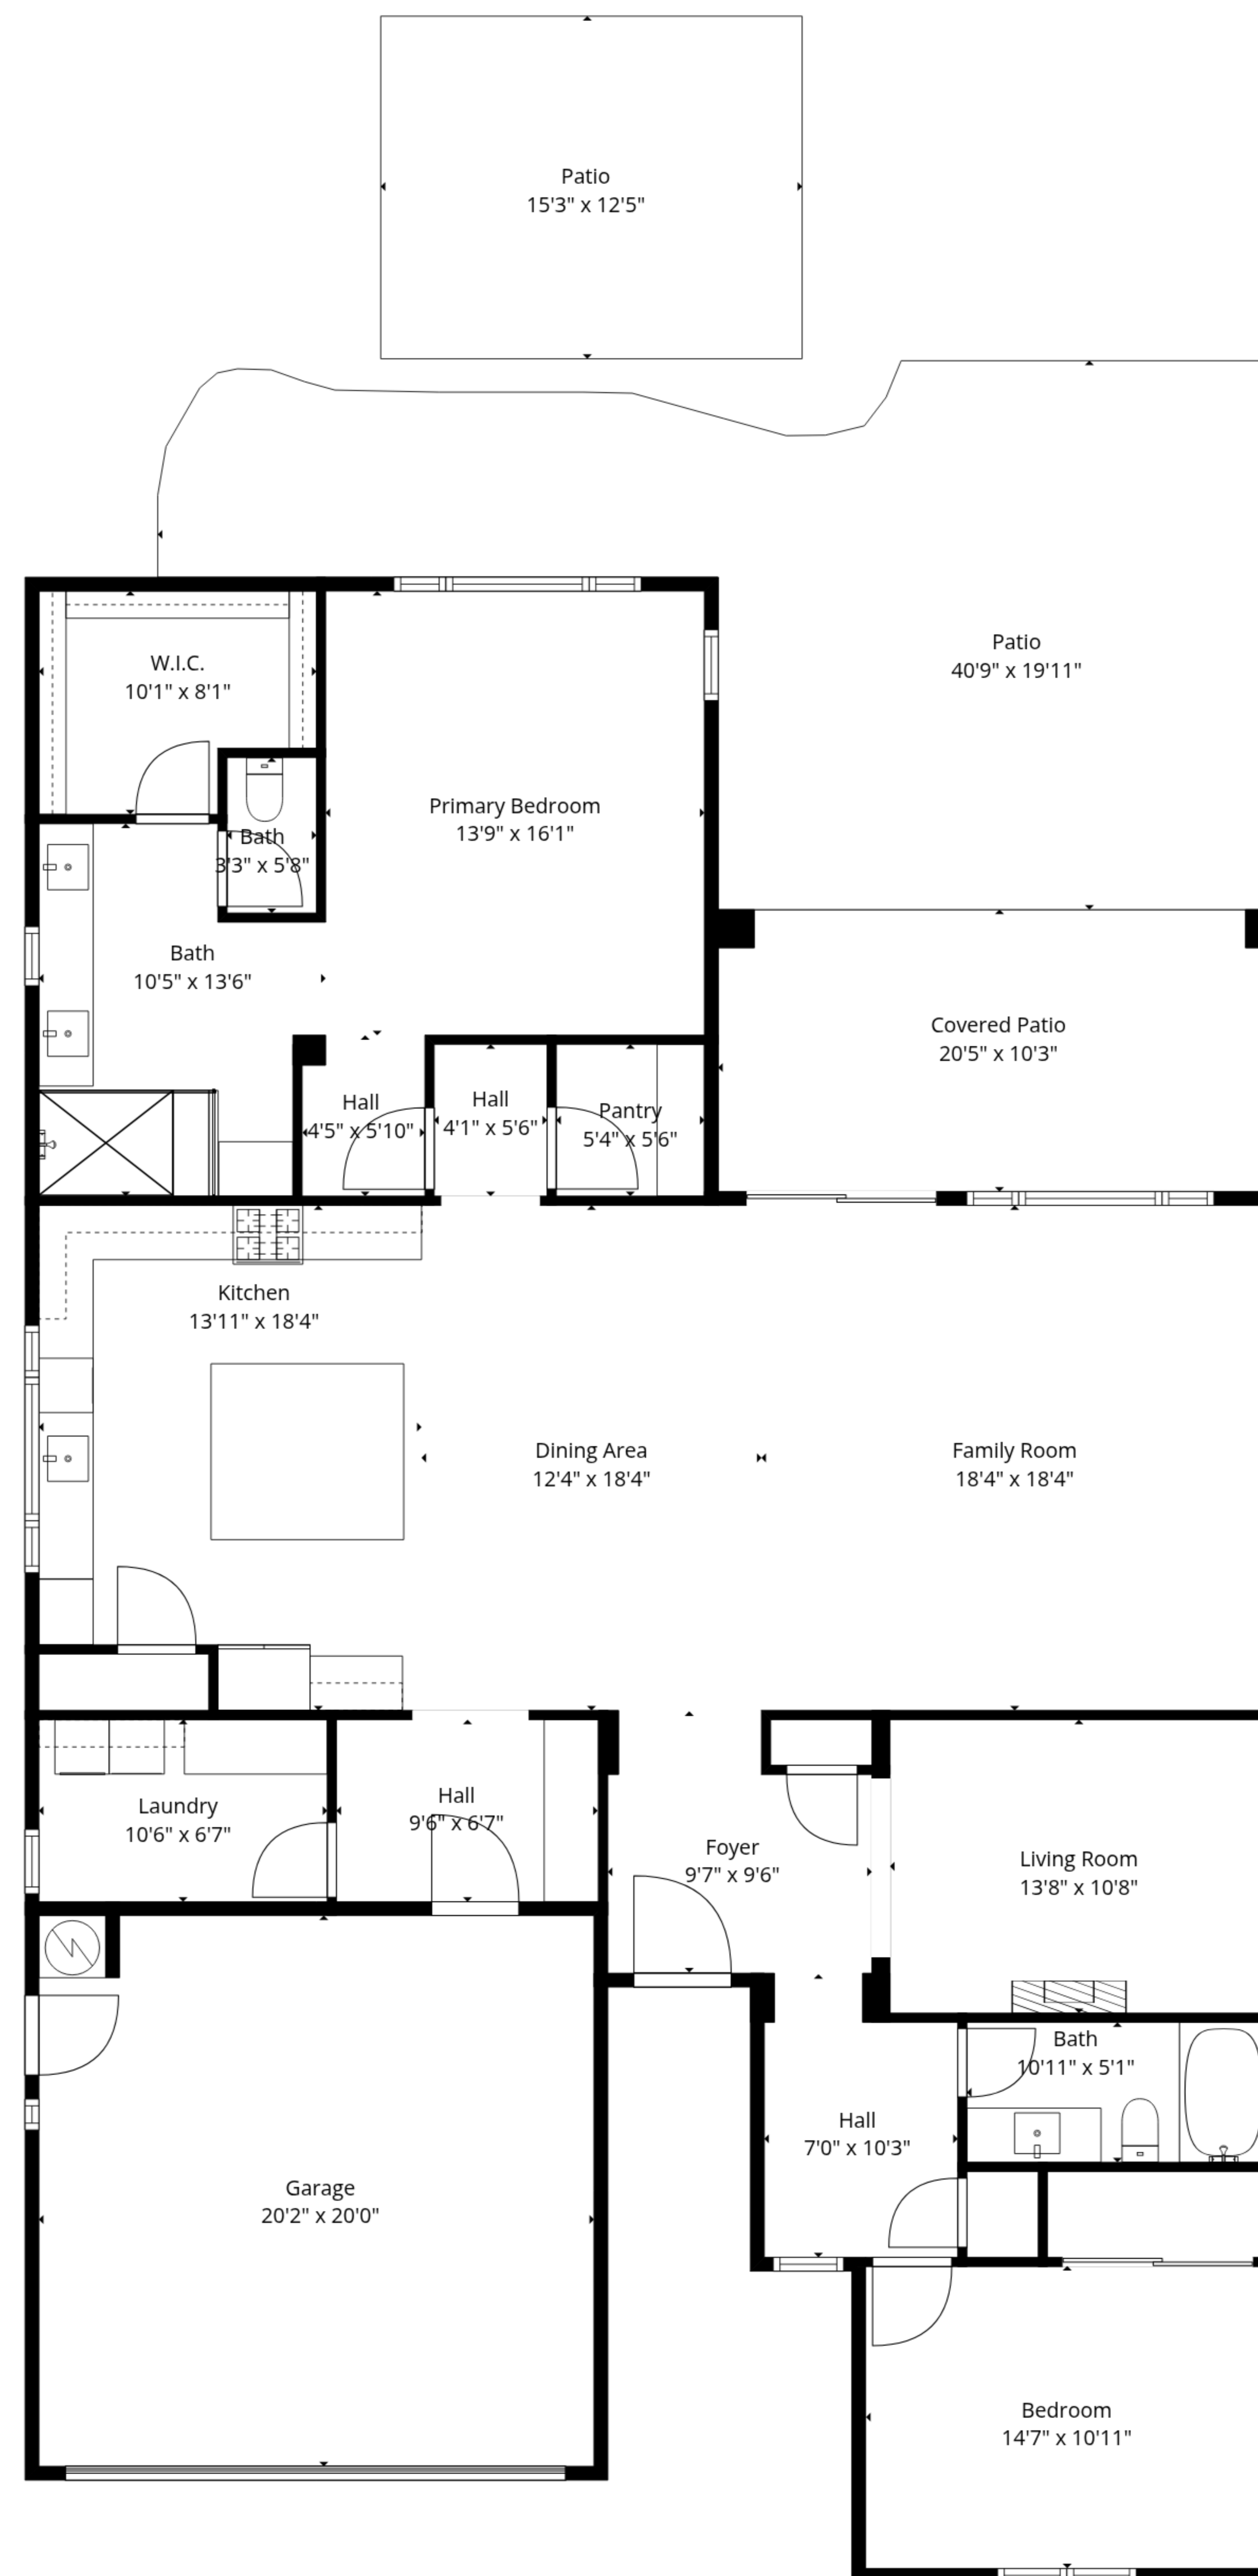 Patio
15'3" x 12'5"
Patio
40'9" x 19'11"
W.I.C.
10'1" x 8'1"
Primary Bedroom
13'9" x 16'1"
Bath
3'3" x 5'8"
Bath
10'5" x 13'6"
Covered Patio
20'5" x 10'3"
Hall
4'5" x 5'10"
Hall
4'1" x 5'6"
Pantry
5'4" x 5'6"
Kitchen
13'11" x 18'4"
Dining Area
12'4" x 18'4"
Family Room
18'4" x 18'4"
Laundry
10'6" x 6'7"
Hall
9'6" x 6'7"
Foyer
9'7" x 9'6"
Living Room
13'8" x 10'8"
Bath
10'11" x 5'1"
Hall
7'0" x 10'3"
Garage
20'2" x 20'0"
Bedroom
14'7" x 10'11"